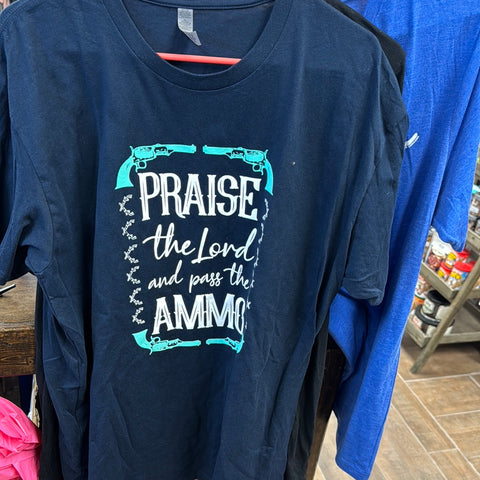 PRAISE
the Lord
and pass the
AMMO